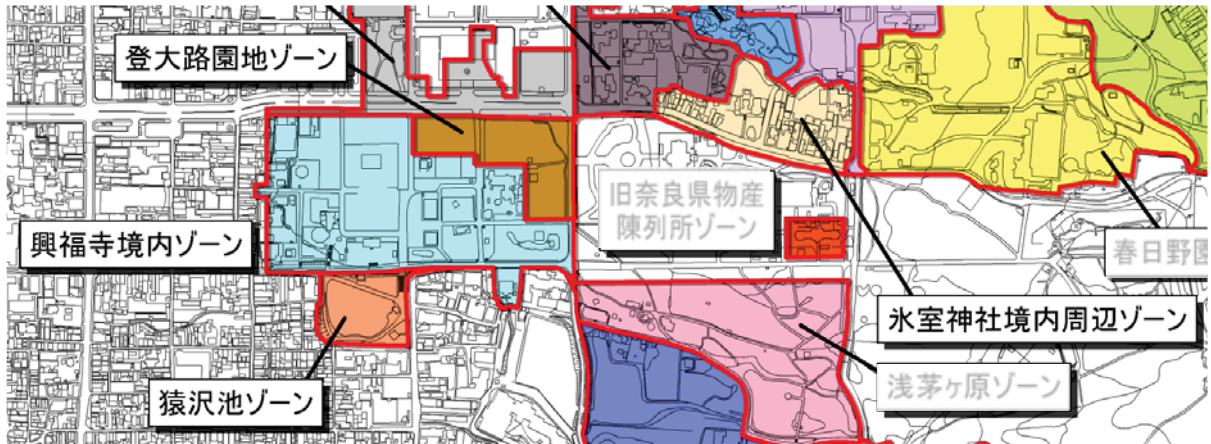 登大路園地ゾーン
旧奈良県物産
陳列所ゾーン
興福寺境内ゾーン
春日野園
氷室神社境内周辺ゾーン
浅茅ヶ原ゾーン
猿沢池ゾーン